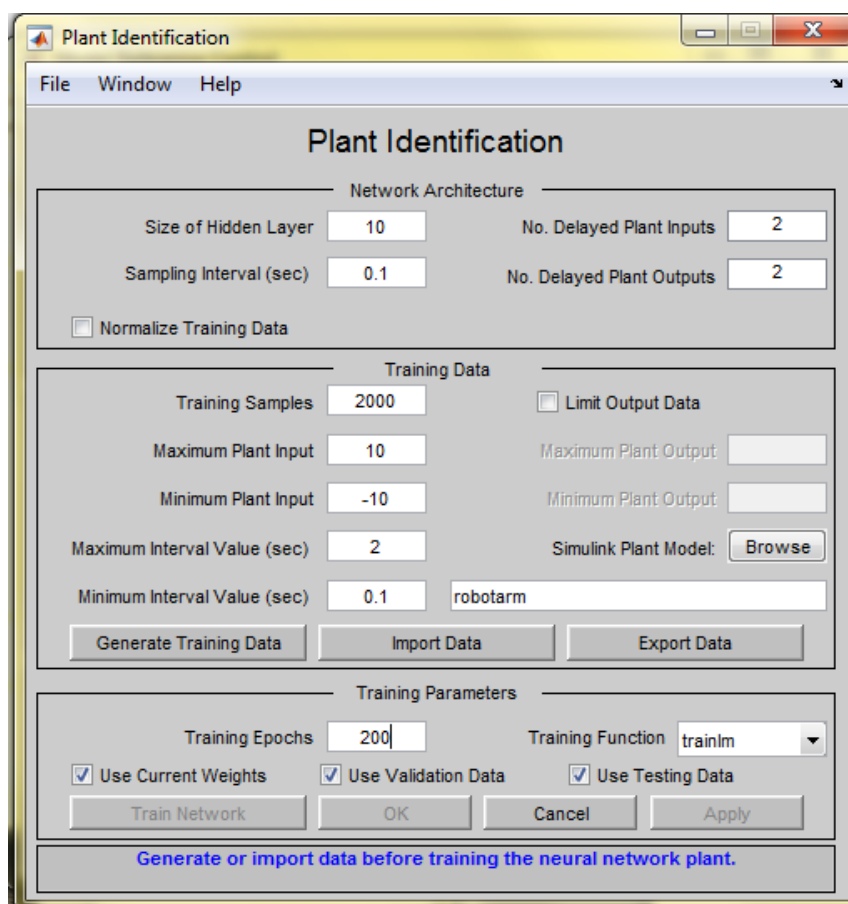 Plant Identification
File Window Help
Plant Identification
Network Architecture
Size of Hidden Layer 10 No. Delayed Plant Inputs 2
Sampling Interval (sec) 0.1 No. Delayed Plant Outputs 2
Normalize Training Data
Training Data
Training Samples 2000 Limit Output Data
Maximum Plant Input 10 Maximum Plant Output
Minimum Plant Input -10 Minimum Plant Output
Maximum Interval Value (sec) 2 Simulink Plant Model: Browse
Minimum Interval Value (sec) 0.1 robotarm
Generate Training Data Import Data Export Data
Training Parameters
Training Epochs 200 Training Function trainlm
Use Current Weights Use Validation Data Use Testing Data
Train Network OK Cancel Apply
Generate or import data before training the neural network plant.